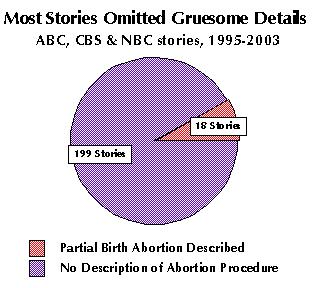 Most Stories Omitted Gruesome Details
ABC, CBS & NBC stories, 1995-2003
18 Stories
199 Stories
Partial Birth Abortion Described
No Description of Abortion Procedure